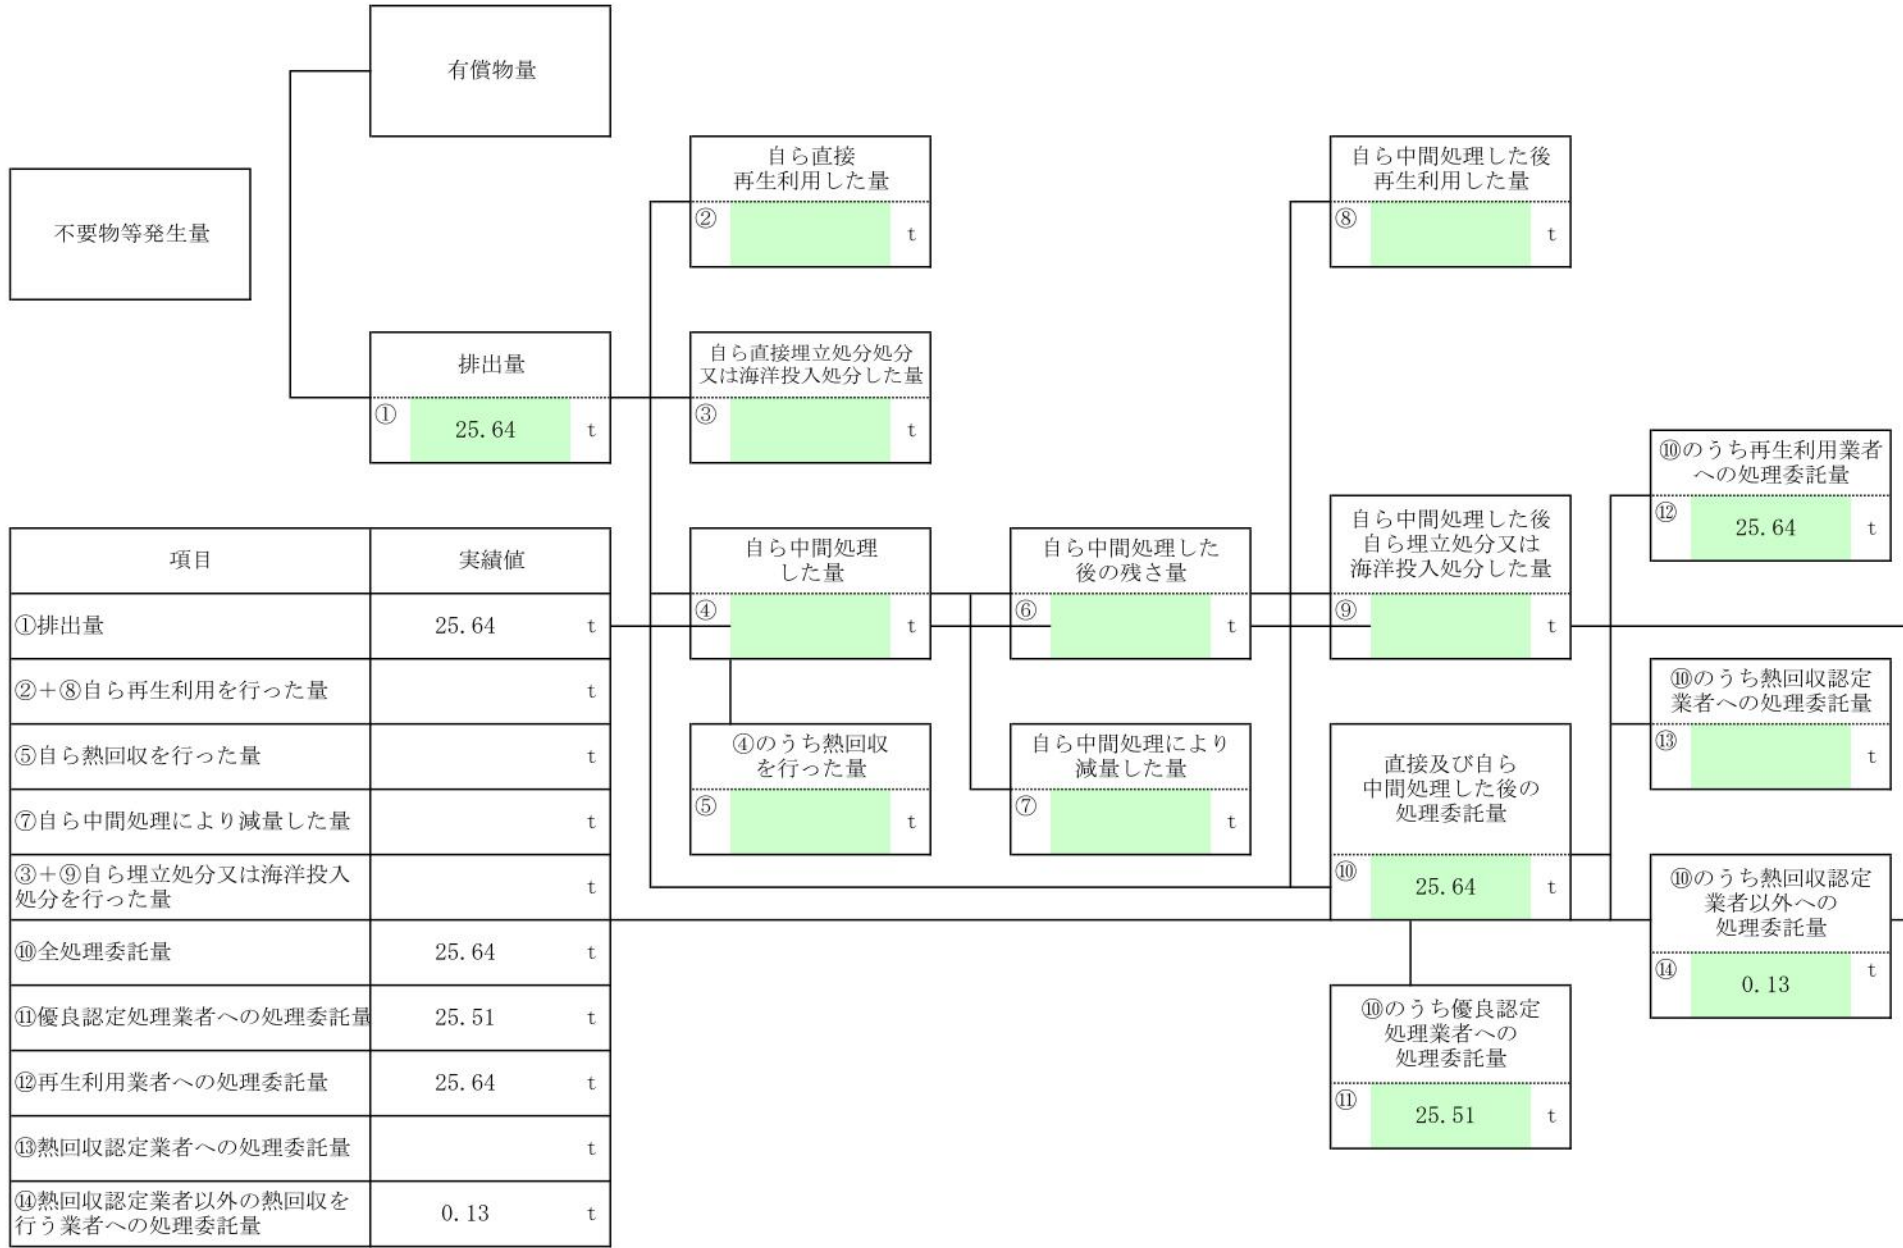 有償物量
不要物等発生量
排出量
① 25.64 t
自ら直接
再生利用した量
② t
自ら直接埋立処分処分
又は海洋投入処分した量
③ t
自ら中間処理
した量
④ t
④のうち熱回収
を行った量
⑤ t
自ら中間処理した
後の残さ量
⑥ t
自ら中間処理により
減量した量
⑦ t
自ら中間処理した後
再生利用した量
⑧ t
自ら中間処理した後
自ら埋立処分又は
海洋投入処分した量
⑨ t
直接及び自ら
中間処理した後の
処理委託量
⑩ 25.64 t
⑩のうち優良認定
処理業者への
処理委託量
⑪ 25.51 t
⑩のうち再生利用業者
への処理委託量
⑫ 25.64 t
⑩のうち熱回収認定
業者への処理委託量
⑬ t
⑩のうち熱回収認定
業者以外への
処理委託量
⑭ 0.13 t
項目 実績値
①排出量 25.64 t
②+⑧自ら再生利用を行った量 t
⑤自ら熱回収を行った量 t
⑦自ら中間処理により減量した量 t
③+⑨自ら埋立処分又は海洋投入
処分を行った量 t
⑩全処理委託量 25.64 t
⑪優良認定処理業者への処理委託量 25.51 t
⑫再生利用業者への処理委託量 25.64 t
⑬熱回収認定業者への処理委託量 t
⑭熱回収認定業者以外の熱回収を
行う業者への処理委託量 0.13 t